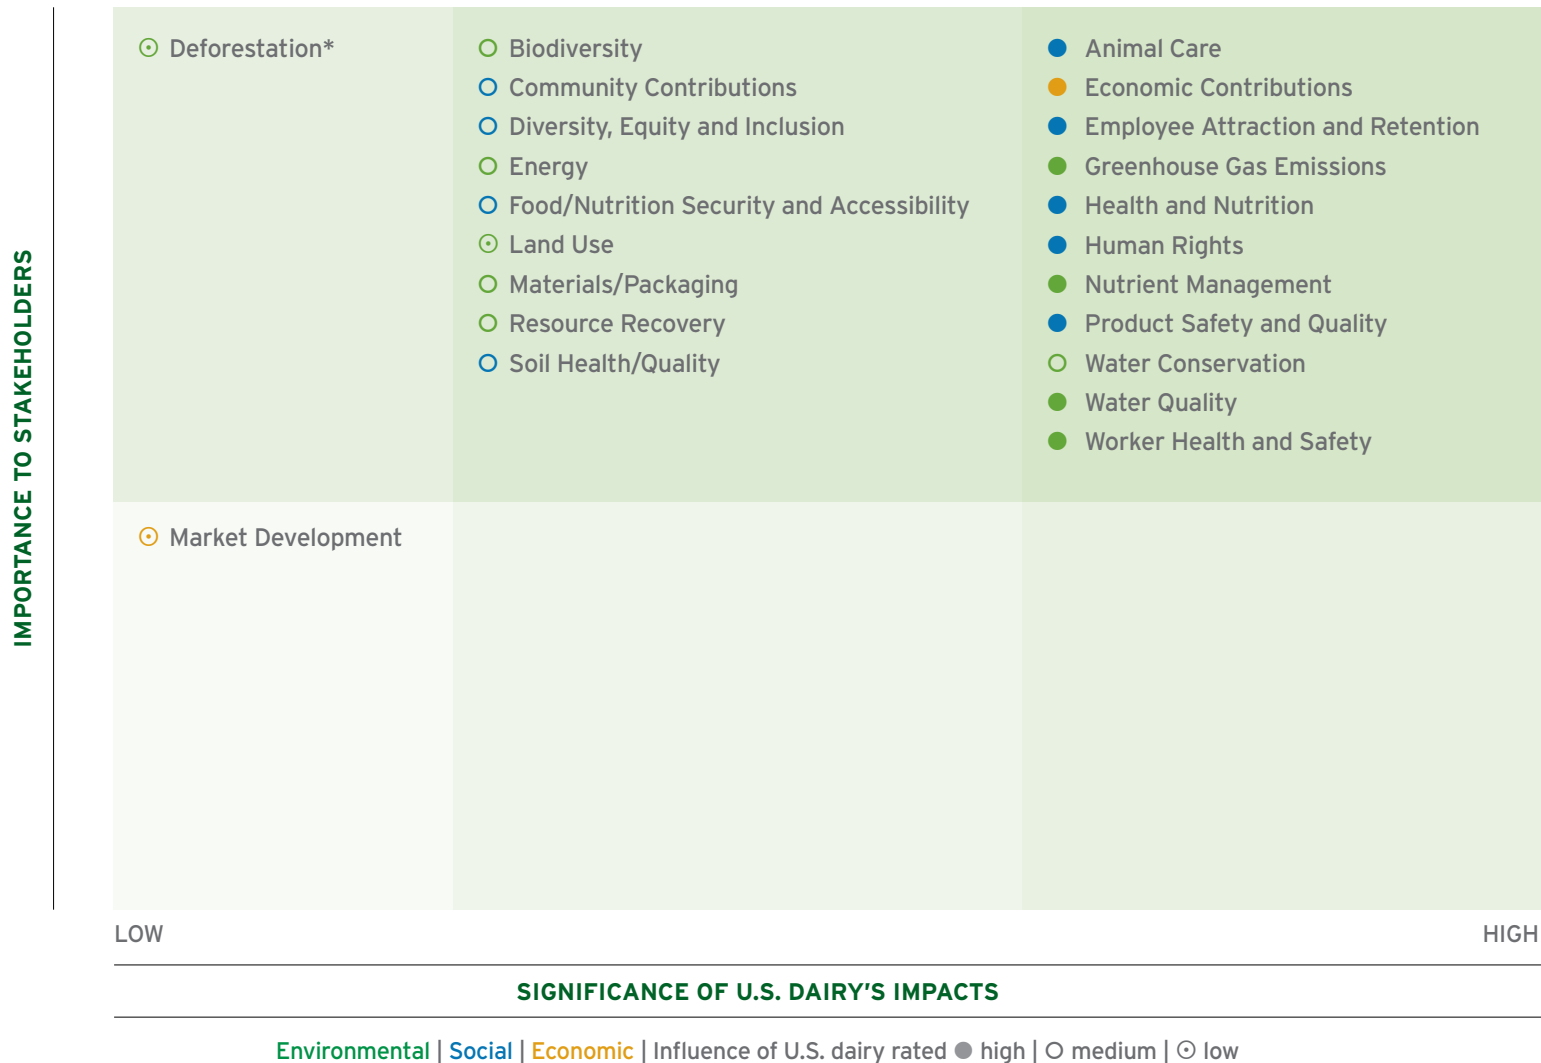 IMPORTANCE TO STAKEHOLDERS
Deforestation*
Biodiversity
Community Contributions
Diversity, Equity and Inclusion
Energy
Food/Nutrition Security and Accessibility
Land Use
Materials/Packaging
Resource Recovery
Soil Health/Quality
Animal Care
Economic Contributions
Employee Attraction and Retention
Greenhouse Gas Emissions
Health and Nutrition
Human Rights
Nutrient Management
Product Safety and Quality
Water Conservation
Water Quality
Worker Health and Safety
Market Development
LOW
HIGH
SIGNIFICANCE OF U.S. DAIRY'S IMPACTS
Environmental | Social | Economic | Influence of U.S. dairy rated ● high | ○ medium | ⊙ low